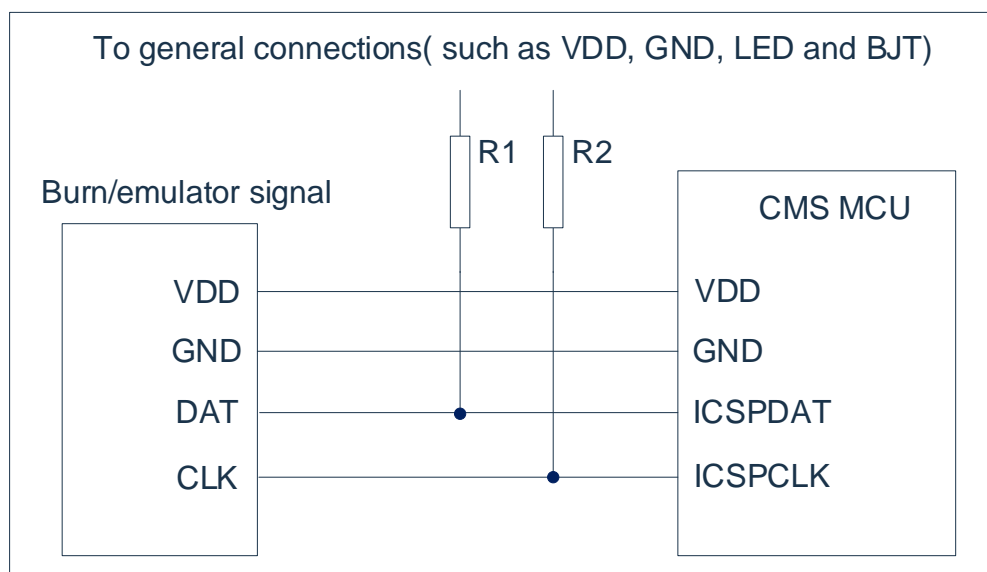 To general connections( such as VDD, GND, LED and BJT)
R1
R2
Burn/emulator signal
CMS MCU
VDD
VDD
GND
GND
DAT
ICSPDAT
CLK
ICSPCLK